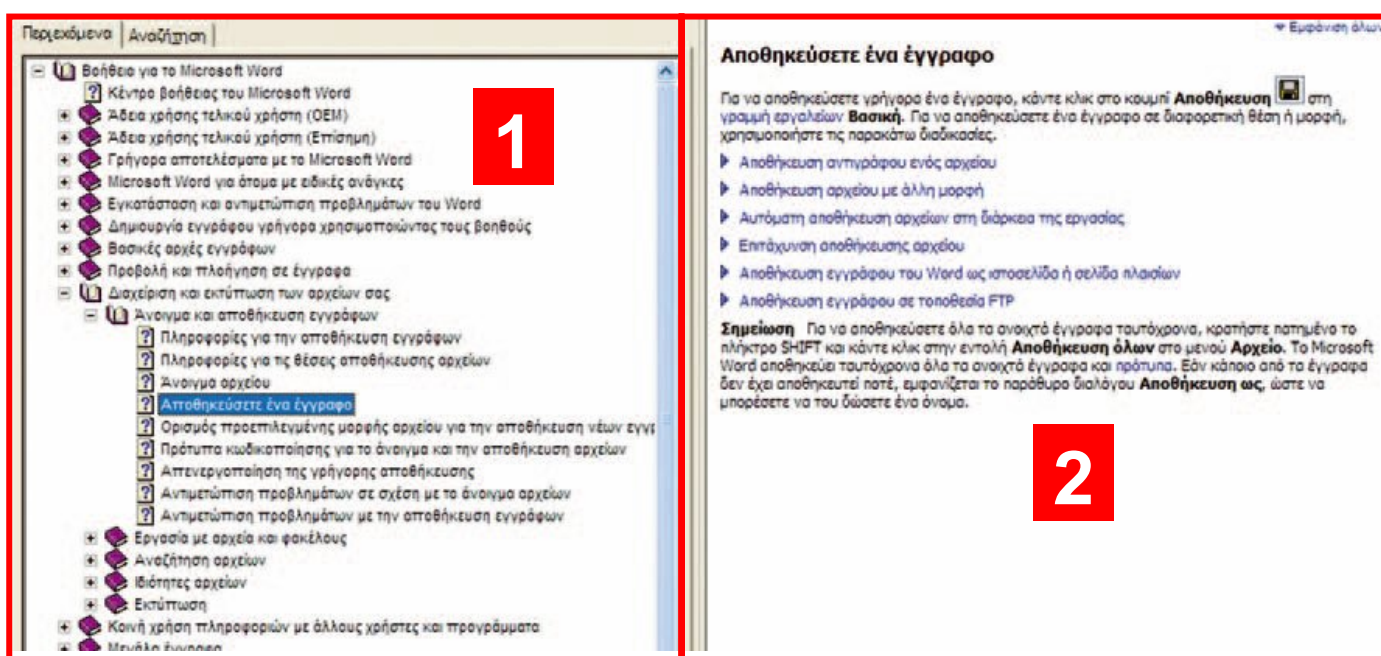 Περιεχόμενα Αναζήτηση
Βοήθεια για το Microsoft Word
Κέντρο βοήθειας του Microsoft Word
Άδεια χρήσης τελικού χρήστη (OEM)
Άδεια χρήσης τελικού χρήστη (Επίσημη)
Γρήγορα αποτελέσματα με το Microsoft Word
Microsoft Word για άτομα με ειδικές ανάγκες
Εγκατάσταση και αντιμετώπιση προβλημάτων του Word
Δημιουργία εγγράφου γρήγορα χρησιμοποιώντας τους βοηθούς
Βασικές αρχές εγγράφων
Προβολή και πλοήγηση σε έγγραφα
Διαχείριση και εκτύπωση των αρχείων σας
Άνοιγμα και αποθήκευση εγγράφων
Πληροφορίες για την αποθήκευση εγγράφων
Πληροφορίες για τις θέσεις αποθήκευσης αρχείων
Άνοιγμα αρχείου
Αποθηκεύσετε ένα έγγραφο
Ορισμός προεπιλεγμένης μορφής αρχείου για την αποθήκευση νέων εγγρ
Πρότυπα κωδικοποίησης για το άνοιγμα και την αποθήκευση αρχείων
Απενεργοποίηση της γρήγορης αποθήκευσης
Αντιμετώπιση προβλημάτων σε σχέση με το άνοιγμα αρχείων
Αντιμετώπιση προβλημάτων με την αποθήκευση εγγράφων
Εργασία με αρχεία και φακέλους
Αναζήτηση αρχείων
Ιδιότητες αρχείων
Εκτύπωση
Κοινή χρήση πληροφοριών με άλλους χρήστες και προγράμματα
Μεγάλα έγγραφα
1
Εμφάνιση όλων
Αποθηκεύσετε ένα έγγραφο
Για να αποθηκεύσετε γρήγορα ένα έγγραφο, κάντε κλικ στο κουμπί Αποθήκευση στη
γραμμή εργαλείων Βασική. Για να αποθηκεύσετε ένα έγγραφο σε διαφορετική θέση ή μορφή,
χρησιμοποιήστε τις παρακάτω διαδικασίες.
Αποθήκευση αντιγράφου ενός αρχείου
Αποθήκευση αρχείου με άλλη μορφή
Αυτόματη αποθήκευση αρχείων στη διάρκεια της εργασίας
Επιτάχυνση αποθήκευσης αρχείου
Αποθήκευση εγγράφου του Word ως ιστοσελίδα ή σελίδα πλαισίων
Αποθήκευση εγγράφου σε τοποθεσία FTP
Σημείωση Για να αποθηκεύσετε όλα τα ανοιχτά έγγραφα ταυτόχρονα, κρατήστε πατημένο το
πλήκτρο SHIFT και κάντε κλικ στην εντολή Αποθήκευση όλων στο μενού Αρχείο. Το Microsoft
Word αποθηκεύει ταυτόχρονα όλα τα ανοιχτά έγγραφα και πρότυπα. Εάν κάποιο από τα έγγραφα
δεν έχει αποθηκευτεί ποτέ, εμφανίζεται το παράθυρο διαλόγου Αποθήκευση ως, ώστε να
μπορέσετε να του δώσετε ένα όνομα.
2